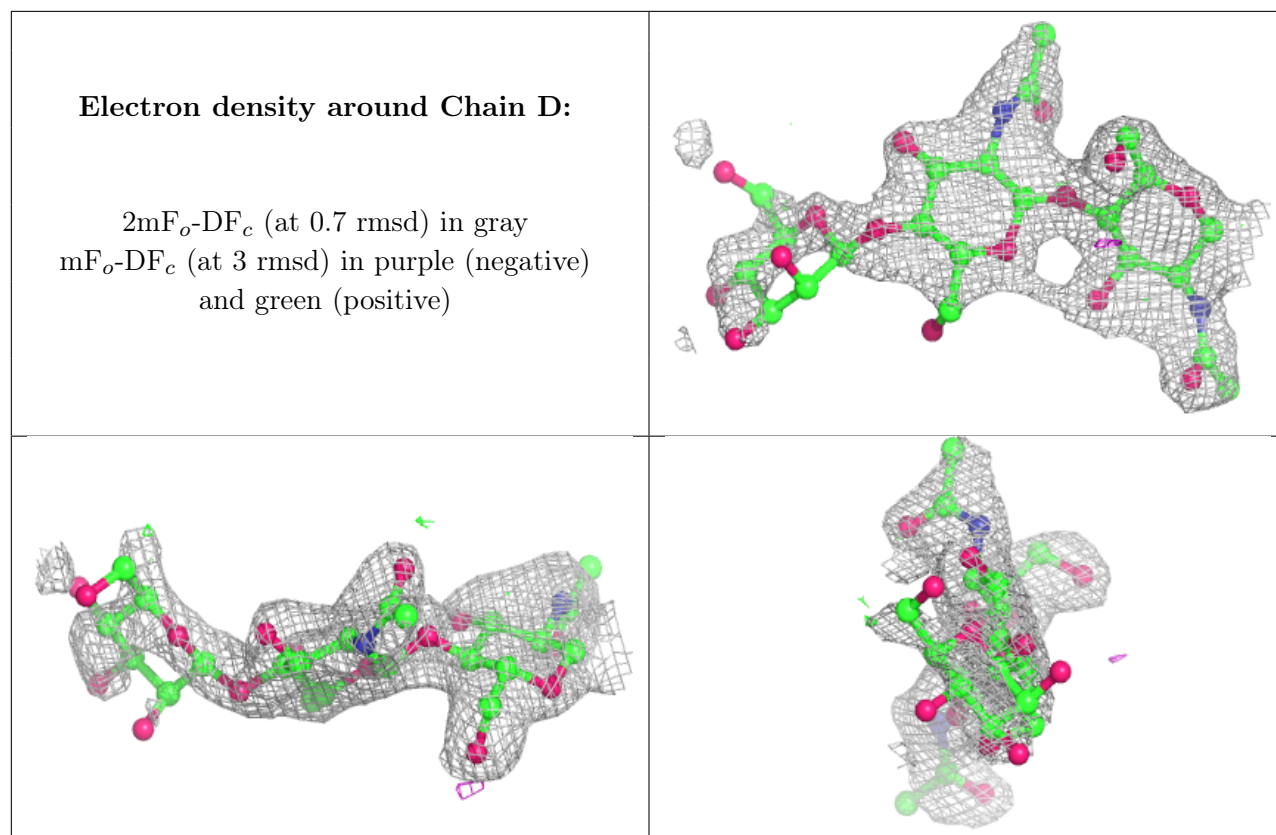 Electron density around Chain D:
2mFₒ-DF𝒸 (at 0.7 rmsd) in gray
mFₒ-DF𝒸 (at 3 rmsd) in purple (negative)
and green (positive)